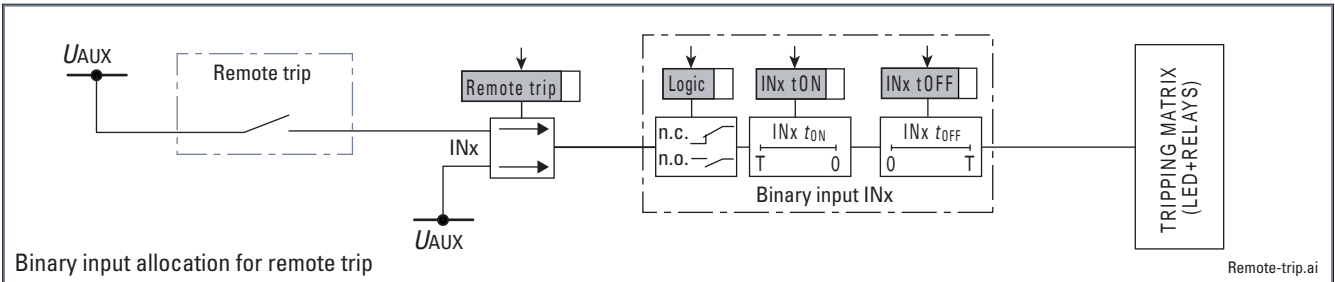 UAUX
Remote trip
Remote trip
INx
UAUX
Logic
INx tON
INx tOFF
n.c.
n.o.
INx tON
T 0
INx tOFF
0 T
Binary input INx
TRIPPING MATRIX
(LED+RELAYS)
Binary input allocation for remote trip
Remote-trip.ai